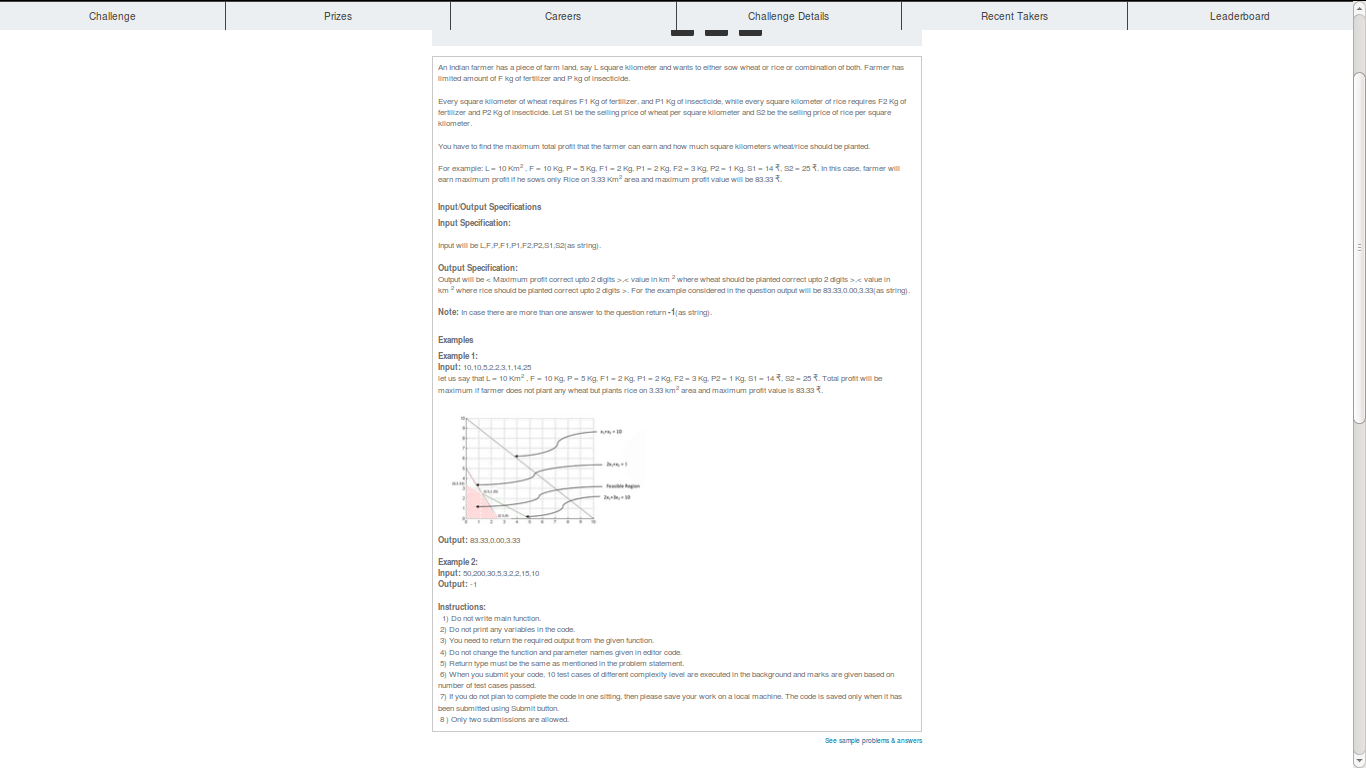 Challenge Prizes Careers Challenge Details Recent Takers Leaderboard
An Indian farmer has a piece of farm land, say L square kilometer and wants to either sow wheat or rice or combination of both. Farmer has
limited amount of F kg of fertilizer and P kg of insecticide.
Every square kilometer of wheat requires F1 Kg of fertilizer, and P1 Kg of insecticide, while every square kilometer of rice requires F2 Kg of
fertilizer and P2 Kg of insecticide. Let S1 be the selling price of wheat per square kilometer and S2 be the selling price of rice per square
kilometer.
You have to find the maximum total profit that the farmer can earn and how much square kilometers wheat/rice should be planted.
For example: L = 10 Km² , F = 10 Kg, P = 5 Kg, F1 = 2 Kg, P1 = 2 Kg, F2 = 3 Kg, P2 = 1 Kg, S1 = 14 ₹, S2 = 25 ₹. In this case, farmer will
earn maximum profit if he sows only Rice on 3.33 Km² area and maximum profit value will be 83.33 ₹.
Input/Output Specifications
Input Specification:
Input will be L,F,P,F1,P1,F2,P2,S1,S2(as string).
Output Specification:
Output will be < Maximum profit correct upto 2 digits >,< value in km ² where wheat should be planted correct upto 2 digits >,< value in
km ² where rice should be planted correct upto 2 digits >. For the example considered in the question output will be 83.33,0.00,3.33(as string).
Note: In case there are more than one answer to the question return -1(as string).
Examples
Example 1:
Input: 10,10,5,2,2,3,1,14,25
let us say that L = 10 Km² , F = 10 Kg, P = 5 Kg, F1 = 2 Kg, P1 = 2 Kg, F2 = 3 Kg, P2 = 1 Kg, S1 = 14 ₹, S2 = 25 ₹. Total profit will be
maximum if farmer does not plant any wheat but plants rice on 3.33 km² area and maximum profit value is 83.33 ₹.
x₁+x₂ = 10
Feasible Region
2x₁+3x₂ = 10
0 1 2 3 4 5 6 7 8 9 10
Output: 83.33,0.00,3.33
Example 2:
Input: 50,200,30,5,3,2,2,15,10
Output: -1
Instructions:
1) Do not write main function.
2) Do not print any variables in the code.
3) You need to return the required output from the given function.
4) Do not change the function and parameter names given in editor code.
5) Return type must be the same as mentioned in the problem statement.
6) When you submit your code, 10 test cases of different complexity level are executed in the background and marks are given based on
number of test cases passed.
7) If you do not plan to complete the code in one sitting, then please save your work on a local machine. The code is saved only when it has
been submitted using Submit button.
8 ) Only two submissions are allowed.
See sample problems & answers